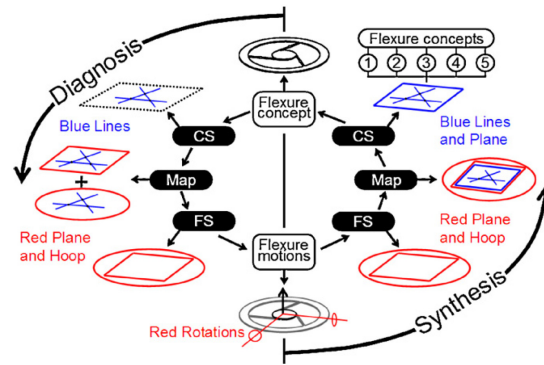 Diagnosis
Flexure concepts
1 2 3 4 5
Blue Lines
CS
Flexure
concept
CS
Blue Lines
and Plane
Map
Map
+
Red Plane
and Hoop
FS
Flexure
motions
FS
Red Plane
and Hoop
Red Rotations
Synthesis